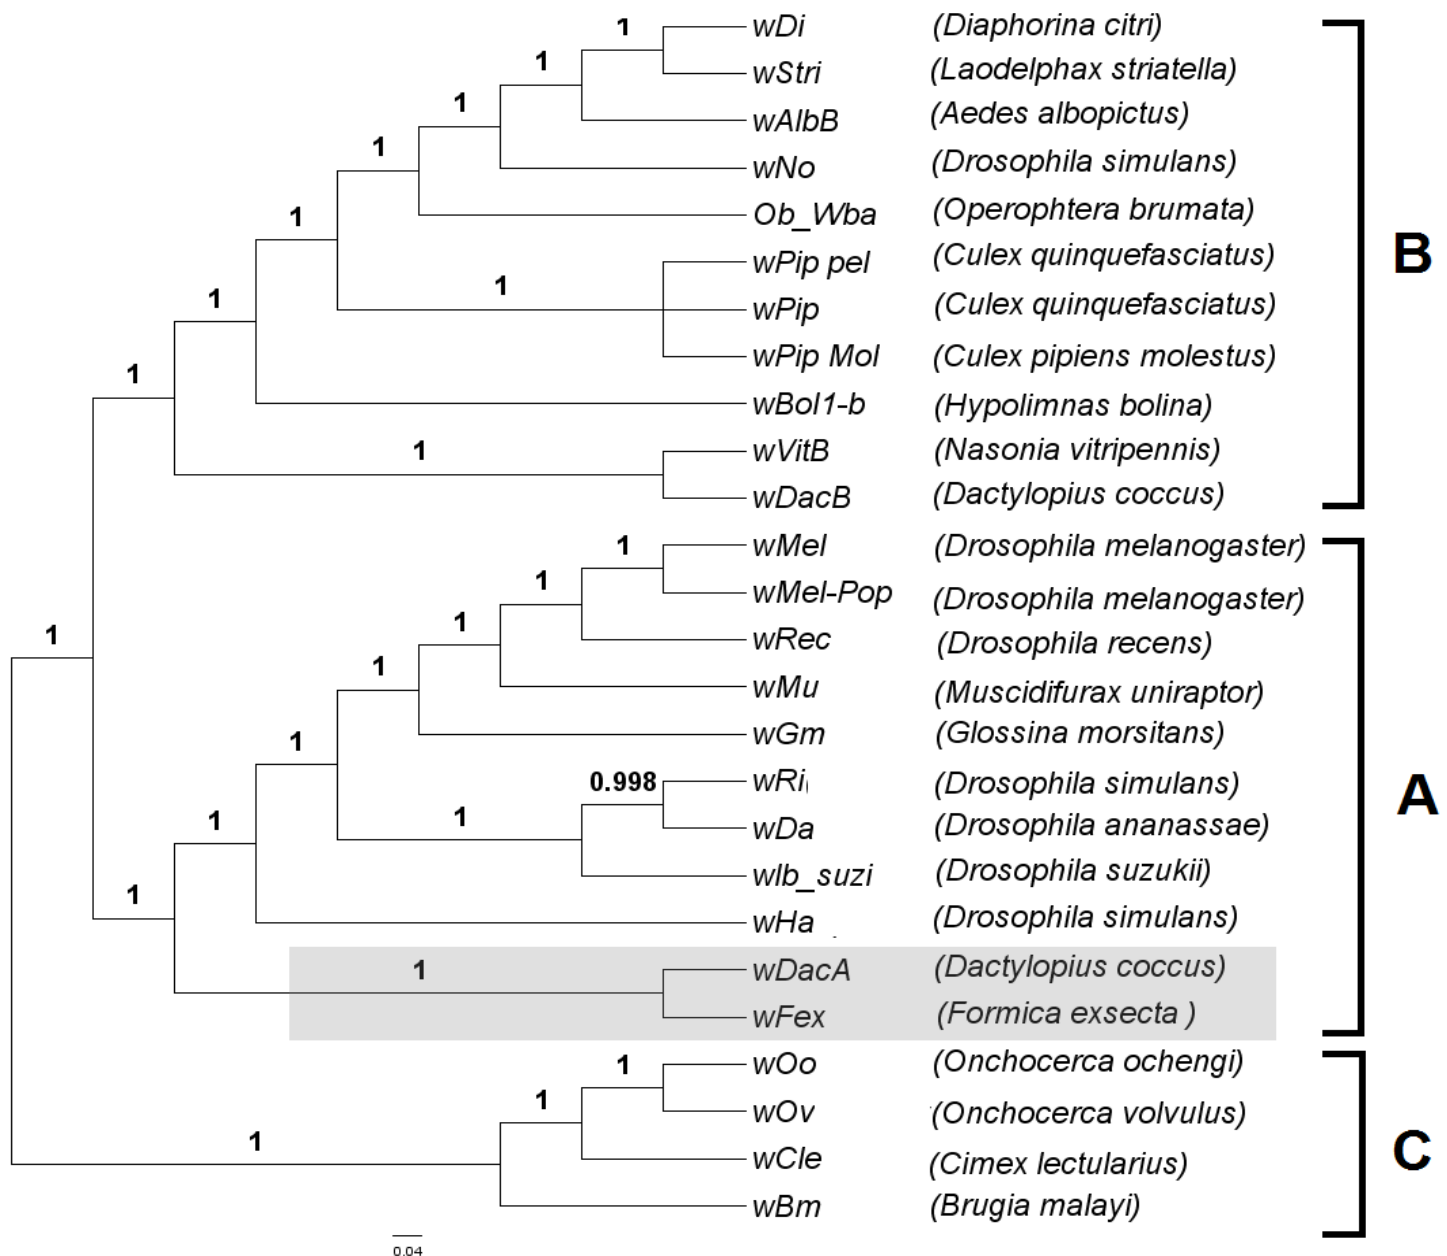 1
wDi (Diaphorina citri)
1
wStri (Laodelphax striatella)
1
wAlbB (Aedes albopictus)
1
wNo (Drosophila simulans)
1
Ob_Wba (Operophtera brumata)
B
wPip pel (Culex quinquefasciatus)
1
1
wPip (Culex quinquefasciatus)
wPip Mol (Culex pipiens molestus)
1
wBol1-b (Hypolimnas bolina)
1
wVitB (Nasonia vitripennis)
wDacB (Dactylopius coccus)
1
wMel (Drosophila melanogaster)
1
wMel-Pop (Drosophila melanogaster)
1
1
wRec (Drosophila recens)
1
wMu (Muscidifurax uniraptor)
1
wGm (Glossina morsitans)
0.998
wRi (Drosophila simulans)
A
1
1
wDa (Drosophila ananassae)
wlb_suzi (Drosophila suzukii)
1
wHa (Drosophila simulans)
1
wDacA (Dactylopius coccus)
wFex (Formica exsecta )
1
wOo (Onchocerca ochengi)
1
wOv (Onchocerca volvulus)
1
C
wCle (Cimex lectularius)
wBm (Brugia malayi)
0.04